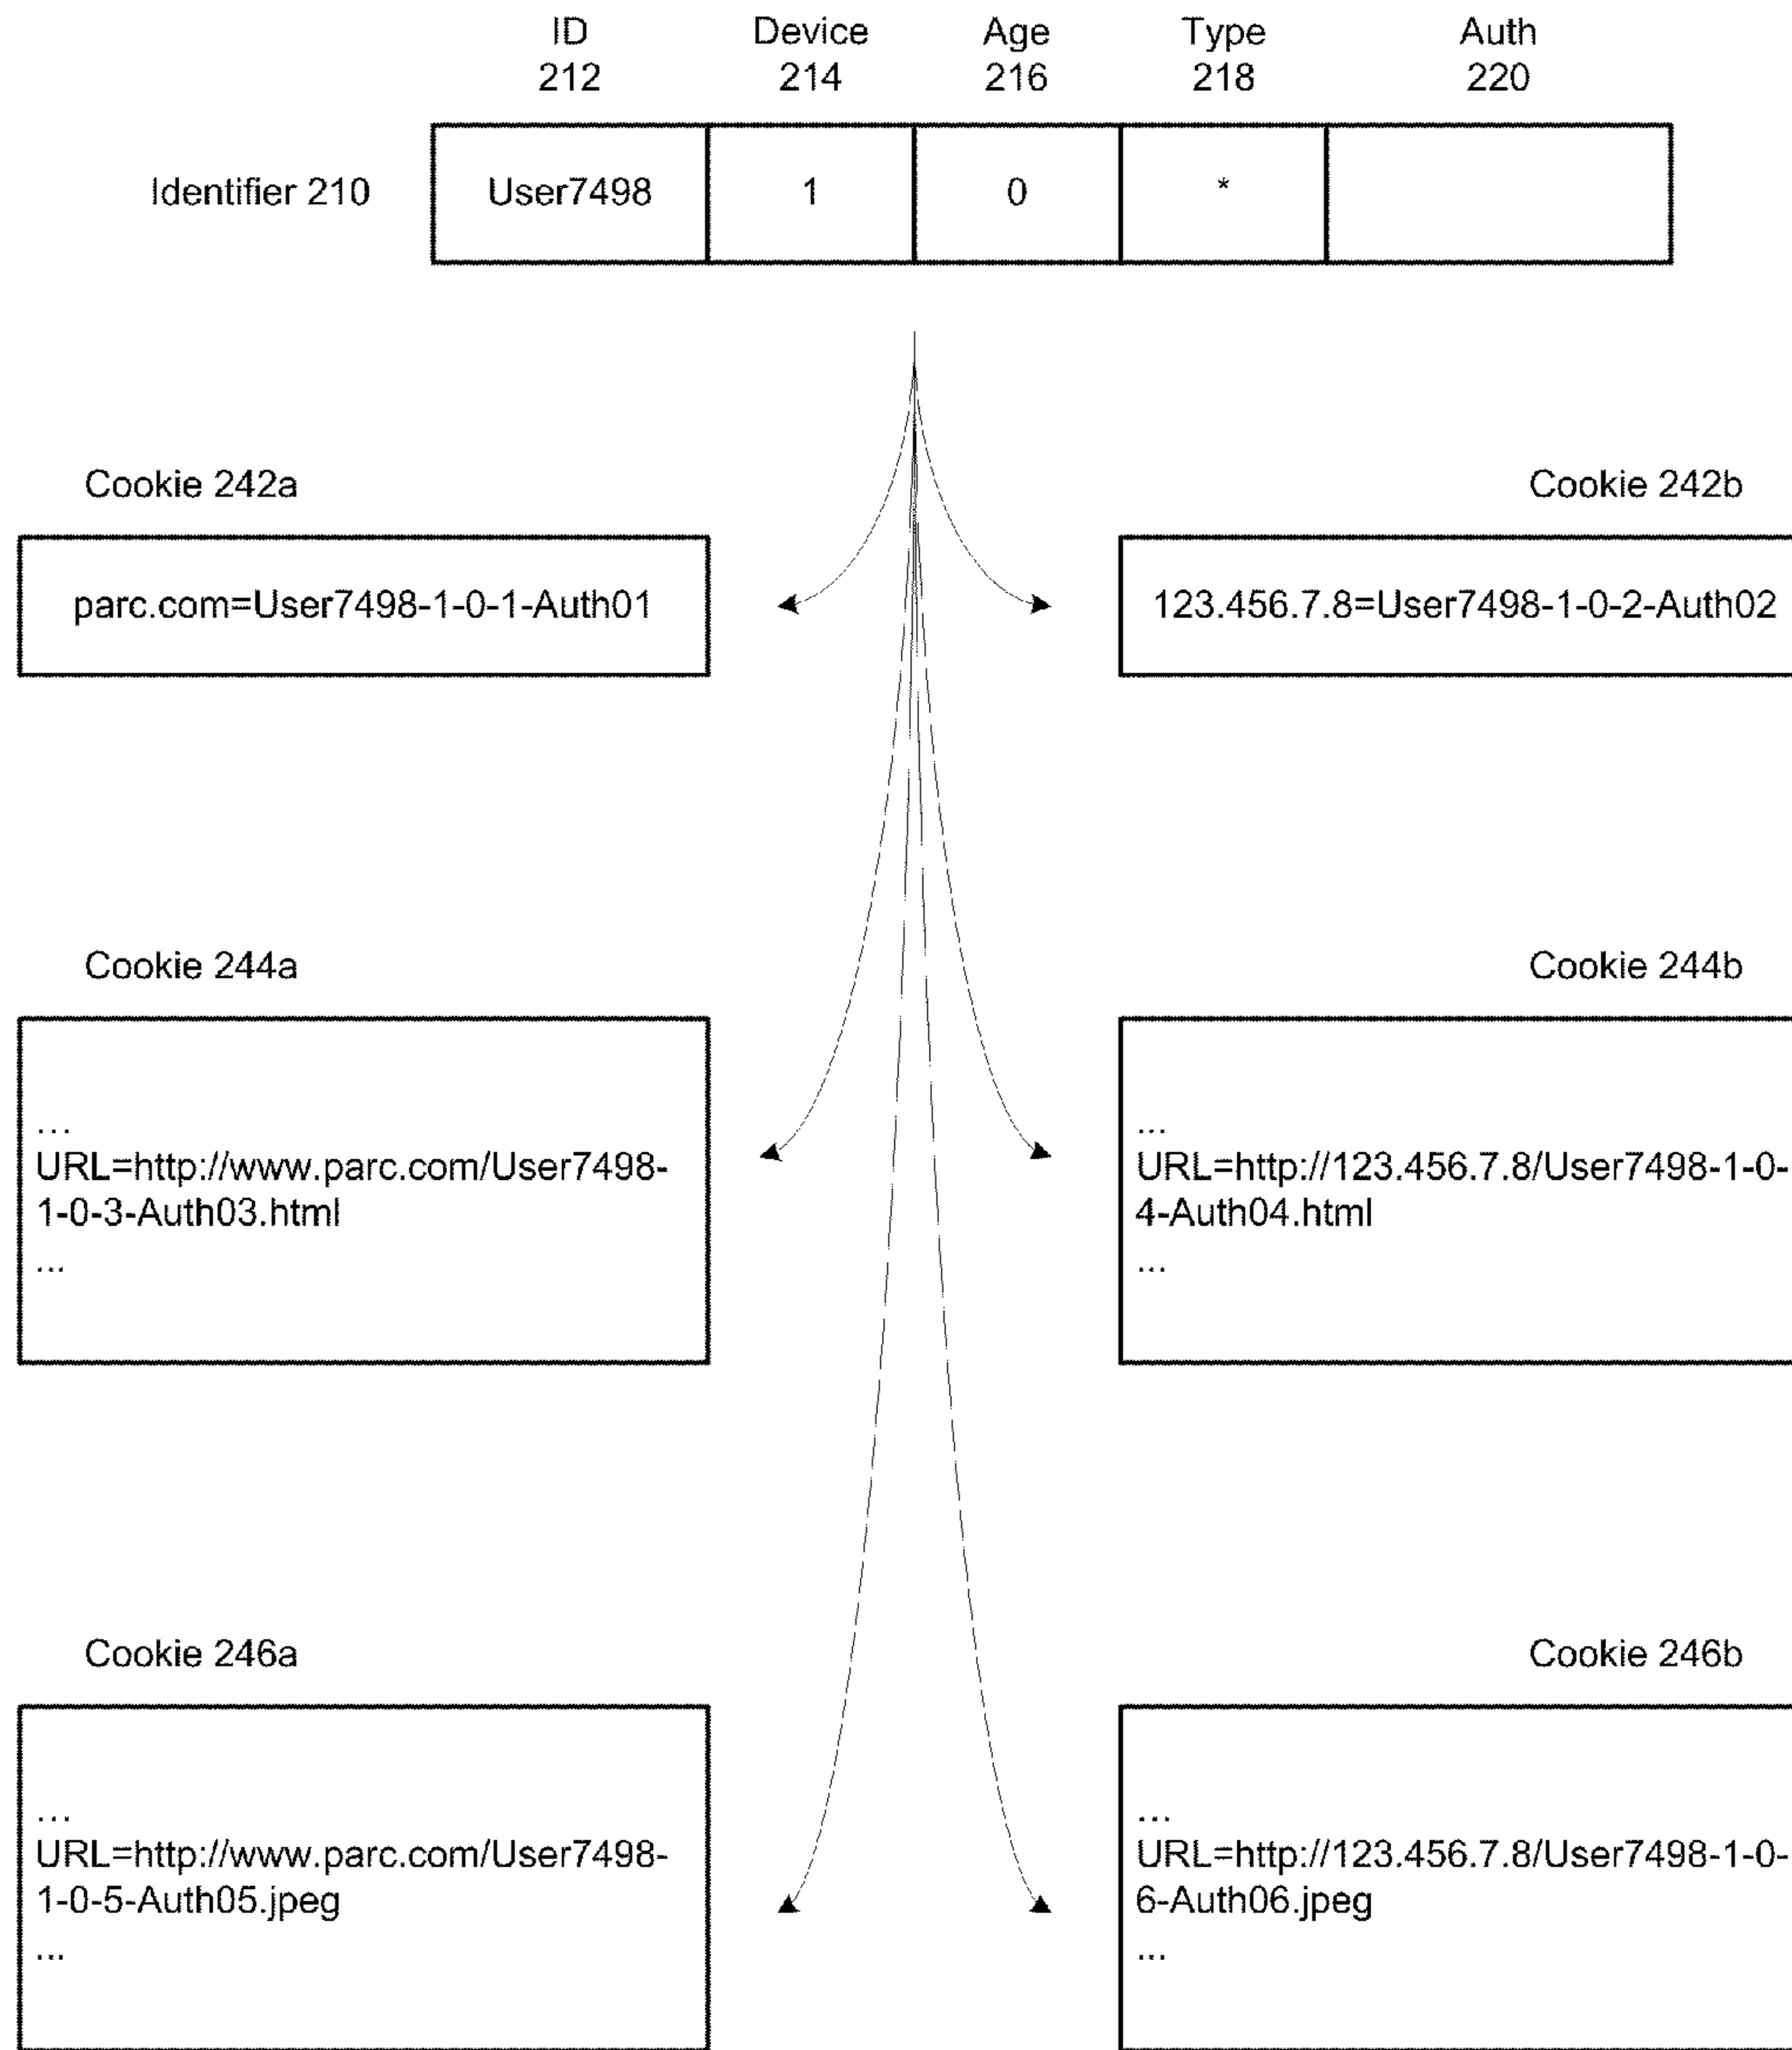 ID Device Age Type Auth
212 214 216 218 220
Identifier 210 User7498 1 0 *
Cookie 242a Cookie 242b
parc.com=User7498-1-0-1-Auth01
123.456.7.8=User7498-1-0-2-Auth02
Cookie 244a Cookie 244b
...
URL=http://www.parc.com/User7498-
1-0-3-Auth03.html
...
...
URL=http://123.456.7.8/User7498-1-0-
4-Auth04.html
...
Cookie 246a Cookie 246b
...
URL=http://www.parc.com/User7498-
1-0-5-Auth05.jpeg
...
...
URL=http://123.456.7.8/User7498-1-0-
6-Auth06.jpeg
...